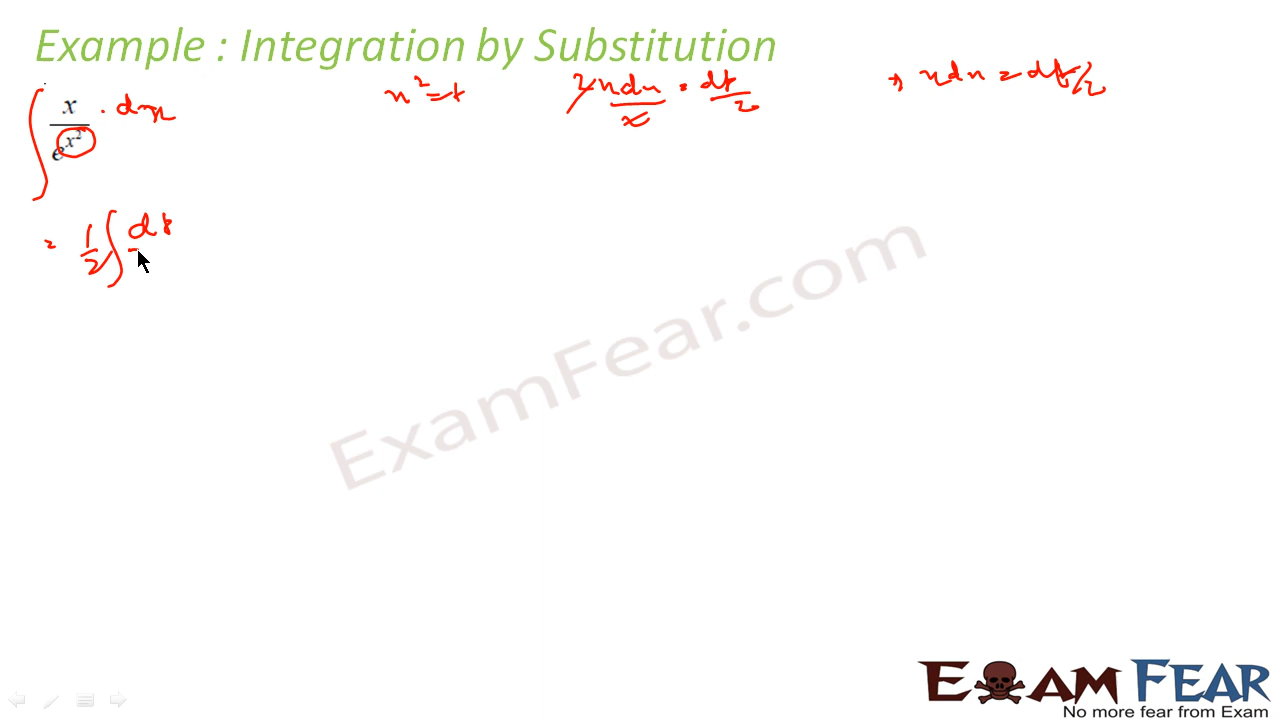 Example : Integration by Substitution
∫ x / e^x² . dx
x² = t
2x dx / 2 = dt / 2
⇒ x dx = dt/2
= 1/2 ∫ dt
ExamFear.com
EXAM FEAR
No more fear from Exam